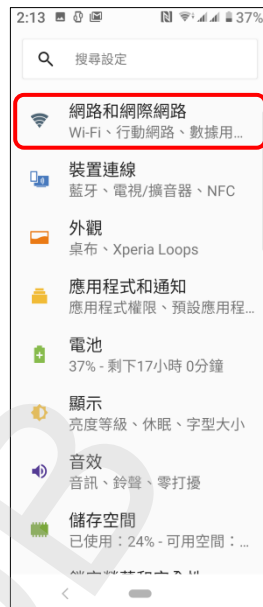 2:13 37%
搜尋設定
網路和網際網路
Wi-Fi、行動網路、數據用...
裝置連線
藍牙、電視/擴音器、NFC
外觀
桌布、Xperia Loops
應用程式和通知
應用程式權限、預設應用程...
電池
37% - 剩下17小時 0分鐘
顯示
亮度等級、休眠、字型大小
音效
音訊、鈴聲、零打擾
儲存空間
已使用：24% - 可用空間：...